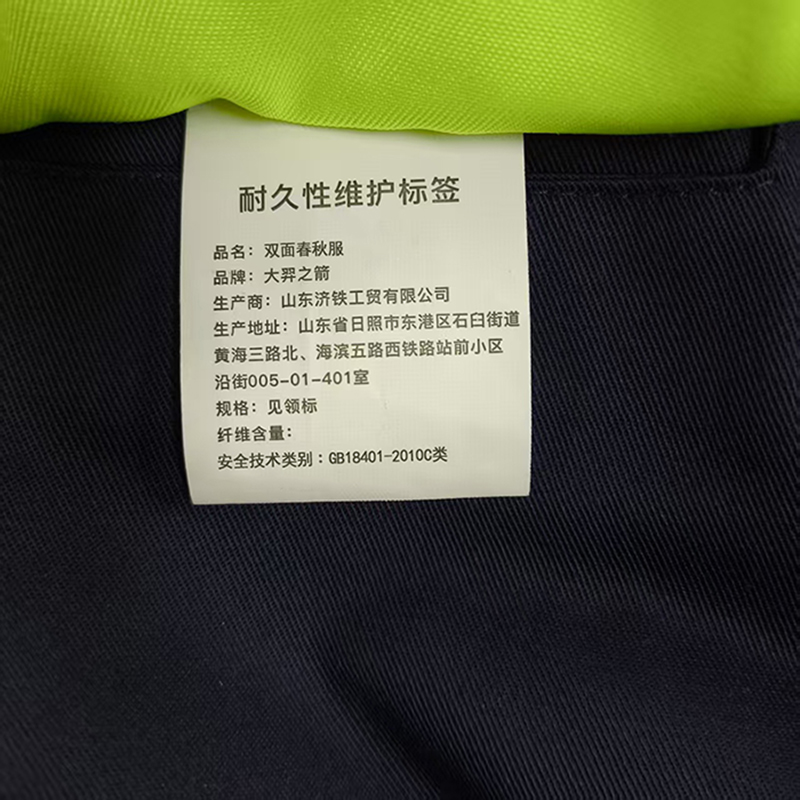 耐久性维护标签
品名：双面春秋服
品牌：大羿之箭
生产商：山东济铁工贸有限公司
生产地址：山东省日照市东港区石臼街道
黄海三路北、海滨五路西铁路站前小区
沿街005-01-401室
规格：见领标
纤维含量：
安全技术类别：GB18401-2010C类